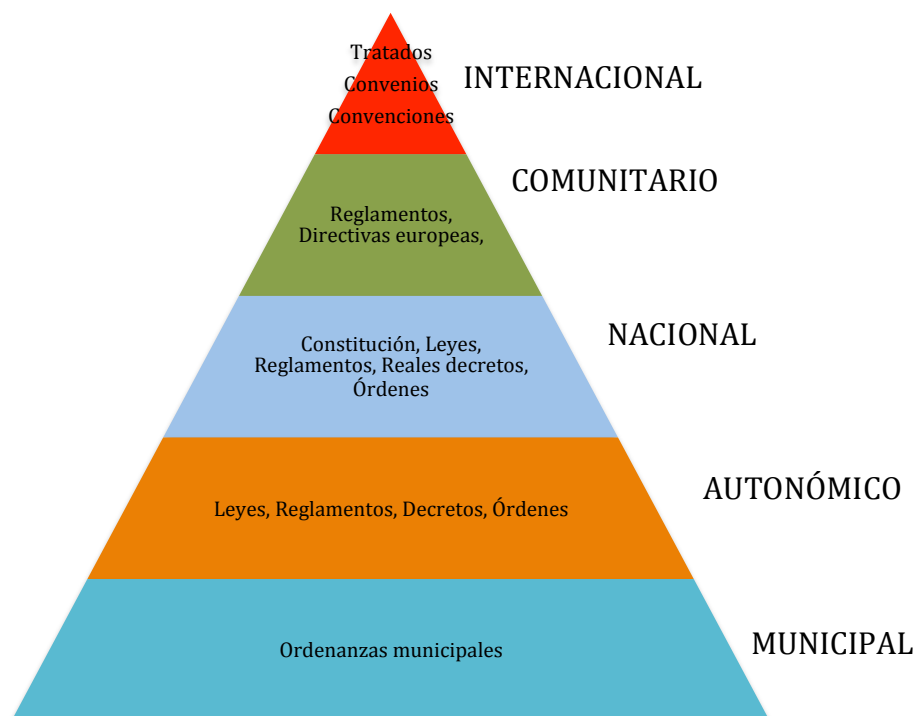 Tratados
Convenios
Convenciones
INTERNACIONAL
COMUNITARIO
Reglamentos,
Directivas europeas,
NACIONAL
Constitución, Leyes,
Reglamentos, Reales decretos,
Órdenes
AUTONÓMICO
Leyes, Reglamentos, Decretos, Órdenes
MUNICIPAL
Ordenanzas municipales